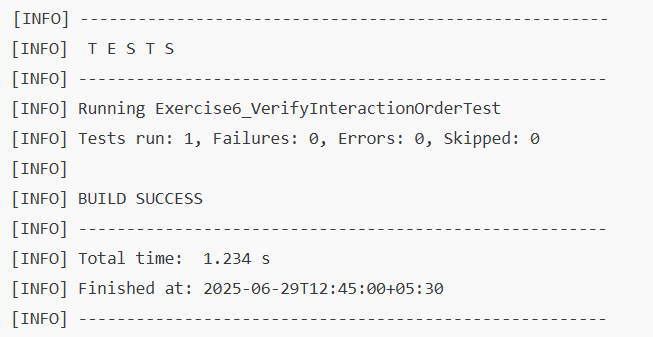 [INFO] -------------------------------------------------------
[INFO]  T E S T S
[INFO] -------------------------------------------------------
[INFO] Running Exercise6_VerifyInteractionOrderTest
[INFO] Tests run: 1, Failures: 0, Errors: 0, Skipped: 0
[INFO]
[INFO] BUILD SUCCESS
[INFO] -------------------------------------------------------
[INFO] Total time:  1.234 s
[INFO] Finished at: 2025-06-29T12:45:00+05:30
[INFO] -------------------------------------------------------